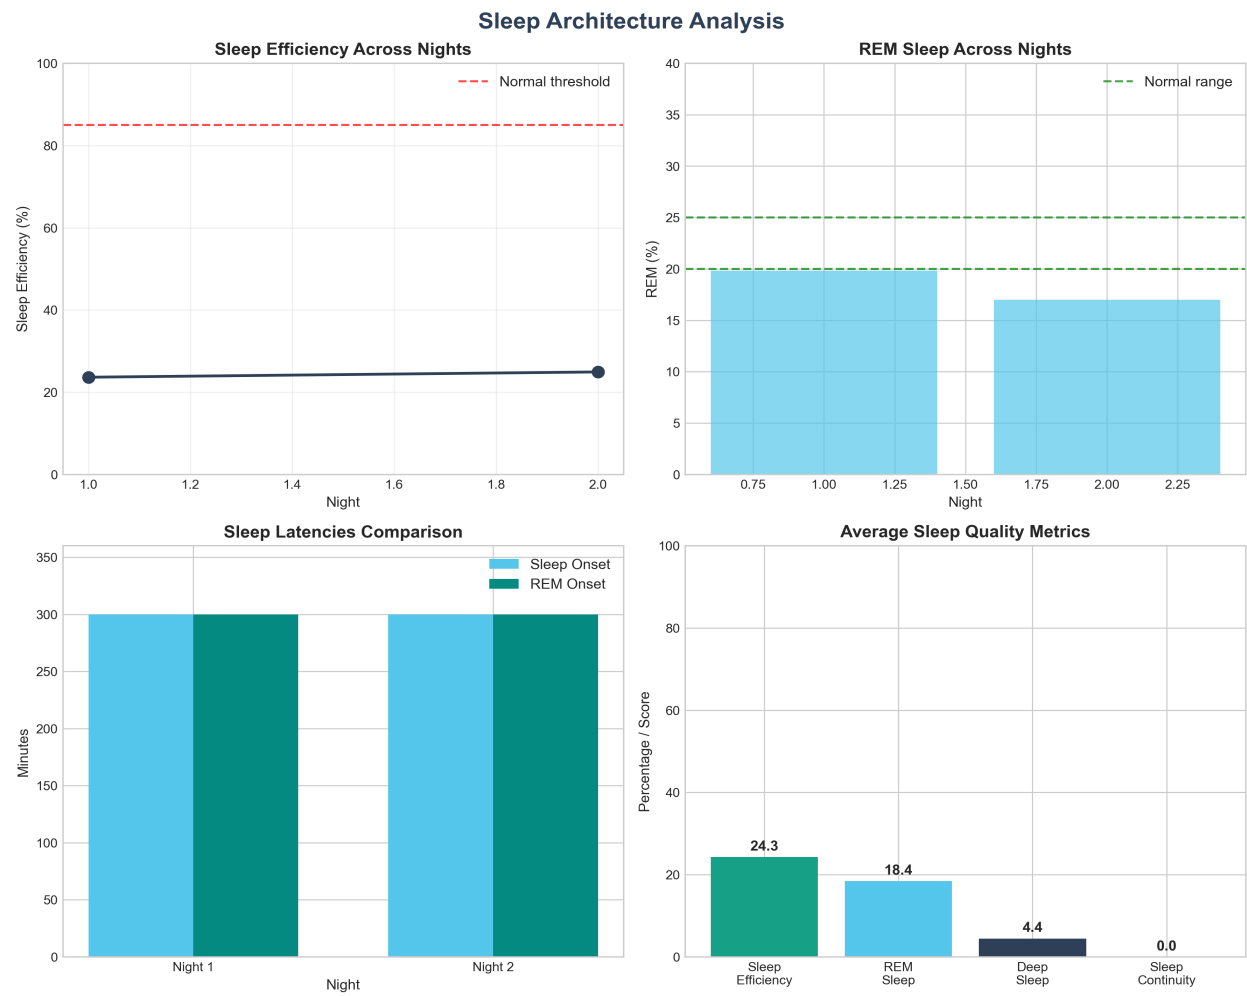 Sleep Architecture Analysis
Sleep Efficiency Across Nights
100
80
60
40
20
0
Sleep Efficiency (%)
Normal threshold
1.0 1.2 1.4 1.6 1.8 2.0
Night
REM Sleep Across Nights
40
35
30
25
20
15
10
5
0
REM (%)
Normal range
0.75 1.00 1.25 1.50 1.75 2.00 2.25
Night
Sleep Latencies Comparison
350
300
250
200
150
100
50
0
Minutes
Sleep Onset
REM Onset
Night 1 Night 2
Night
Average Sleep Quality Metrics
100
80
60
40
20
0
Percentage / Score
24.3
18.4
4.4
0.0
Sleep
Efficiency
REM
Sleep
Deep
Sleep
Sleep
Continuity